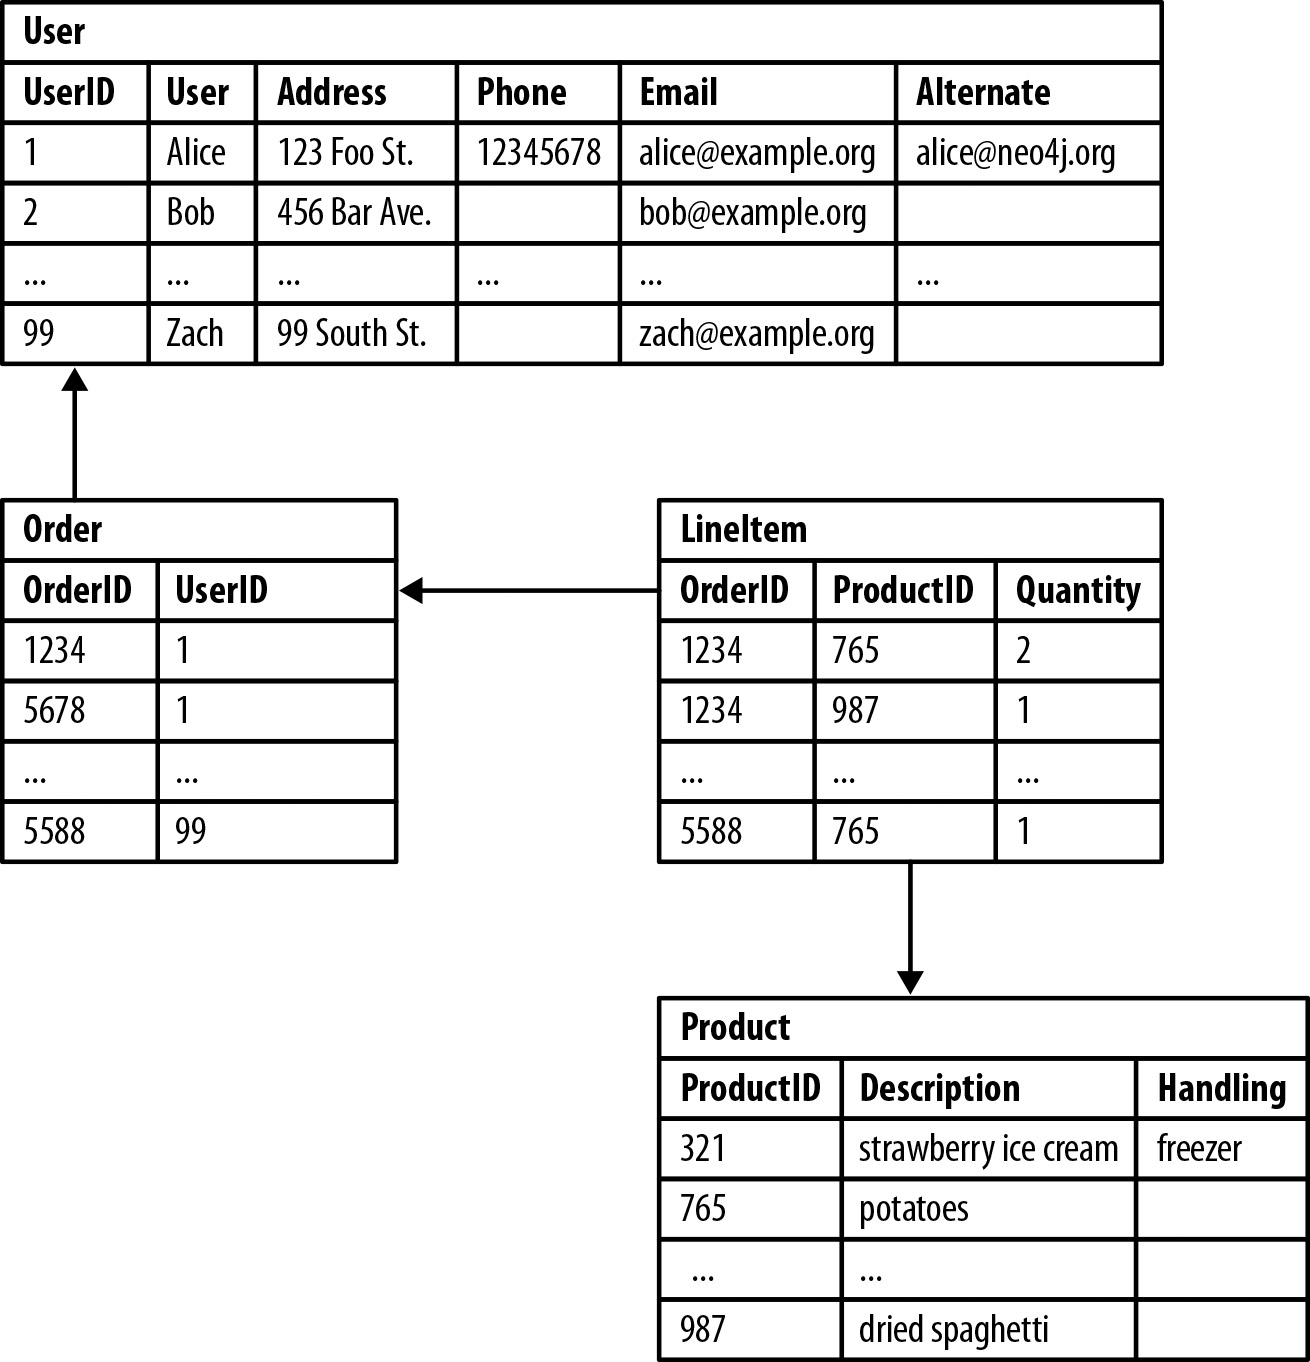 User
UserID User Address Phone Email Alternate
1 Alice 123 Foo St. 12345678 alice@example.org alice@neo4j.org
2 Bob 456 Bar Ave. bob@example.org
... ... ... ... ... ...
99 Zach 99 South St. zach@example.org
Order
OrderID UserID
1234 1
5678 1
... ...
5588 99
LineItem
OrderID ProductID Quantity
1234 765 2
1234 987 1
... ... ...
5588 765 1
Product
ProductID Description Handling
321 strawberry ice cream freezer
765 potatoes
... ...
987 dried spaghetti